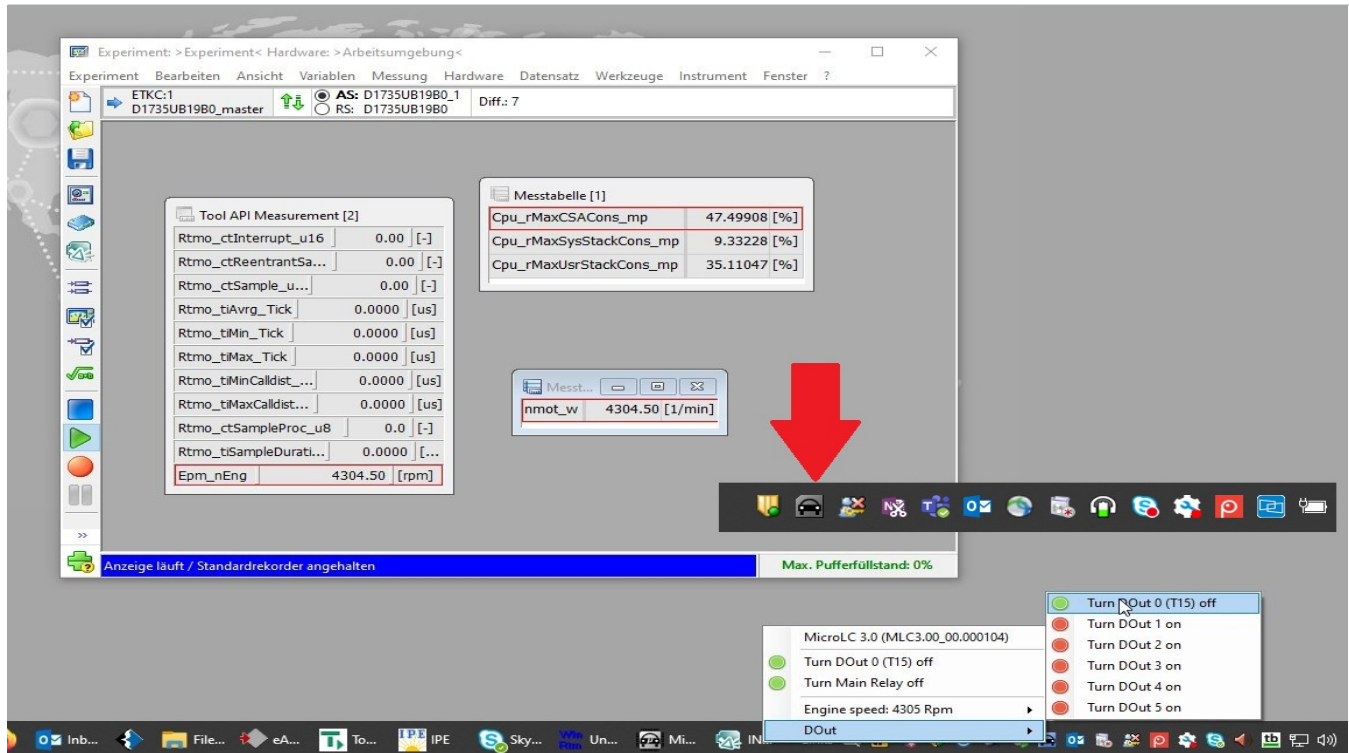 Experiment: >Experiment< Hardware: >Arbeitsumgebung<
Experiment Bearbeiten Ansicht Variablen Messung Hardware Datensatz Werkzeuge Instrument Fenster ?
ETKC:1
D1735UB19B0_master
AS: D1735UB19B0_1
RS: D1735UB19B0
Diff.: 7
Tool API Measurement [2]
Rtmo_ctInterrupt_u16 0.00 [-]
Rtmo_ctReentrantSa... 0.00 [-]
Rtmo_ctSample_u... 0.00 [-]
Rtmo_tiAvrg_Tick 0.0000 [us]
Rtmo_tiMin_Tick 0.0000 [us]
Rtmo_tiMax_Tick 0.0000 [us]
Rtmo_tiMinCalldist_... 0.0000 [us]
Rtmo_tiMaxCalldist... 0.0000 [us]
Rtmo_ctSampleProc_u8 0.0 [-]
Rtmo_tiSampleDurati... 0.0000 [...
Epm_nEng 4304.50 [rpm]
Messtabelle [1]
Cpu_rMaxCSACons_mp 47.49908 [%]
Cpu_rMaxSysStackCons_mp 9.33228 [%]
Cpu_rMaxUsrStackCons_mp 35.11047 [%]
Messt...
nmot_w 4304.50 [1/min]
Anzeige läuft / Standardrekorder angehalten
Max. Pufferfüllstand: 0%
MicroLC 3.0 (MLC3.00_00.000104)
Turn DOut 0 (T15) off
Turn Main Relay off
Engine speed: 4305 Rpm
DOut
Turn DOut 0 (T15) off
Turn DOut 1 on
Turn DOut 2 on
Turn DOut 3 on
Turn DOut 4 on
Turn DOut 5 on
Inb... File... eA... To... IPE IPE Sky... Un... Mi...